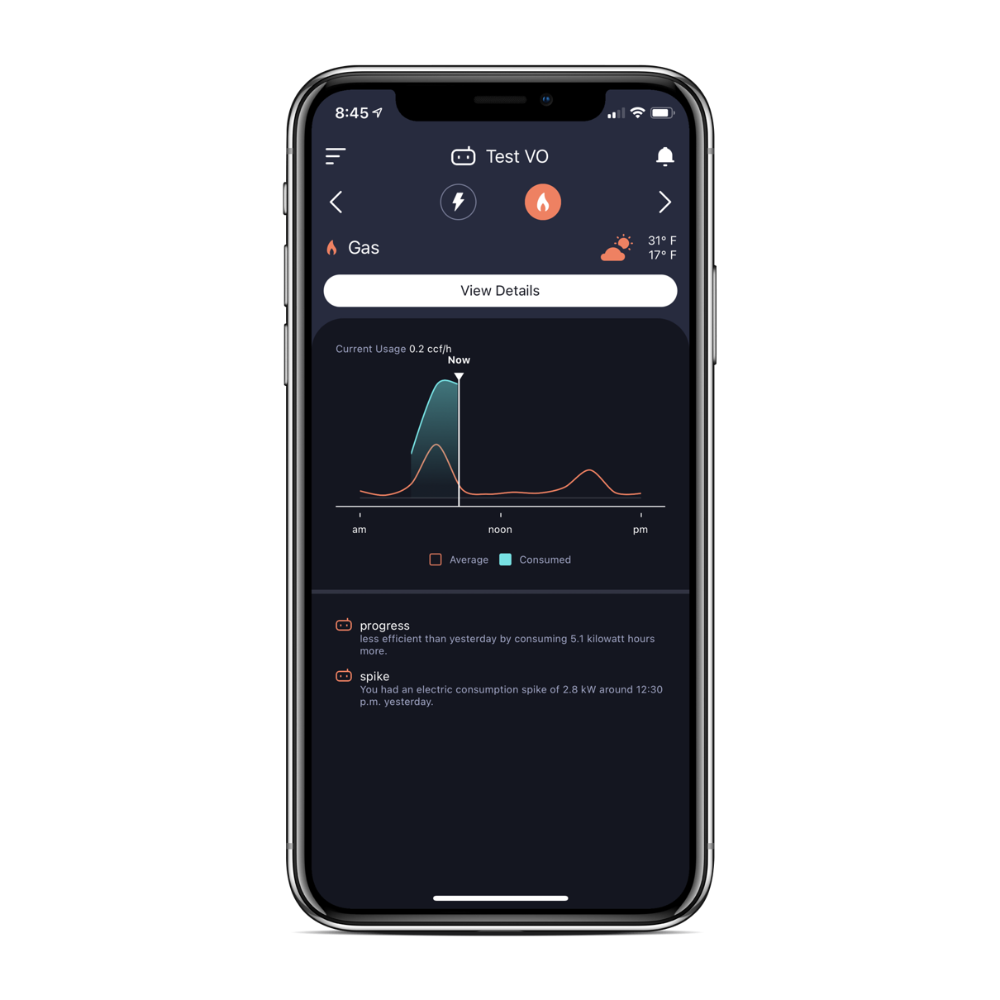 8:45
Test VO
Gas
31° F
17° F
View Details
Current Usage 0.2 ccf/h
Now
am noon pm
Average Consumed
progress
less efficient than yesterday by consuming 5.1 kilowatt hours
more.
spike
You had an electric consumption spike of 2.8 kW around 12:30
p.m. yesterday.